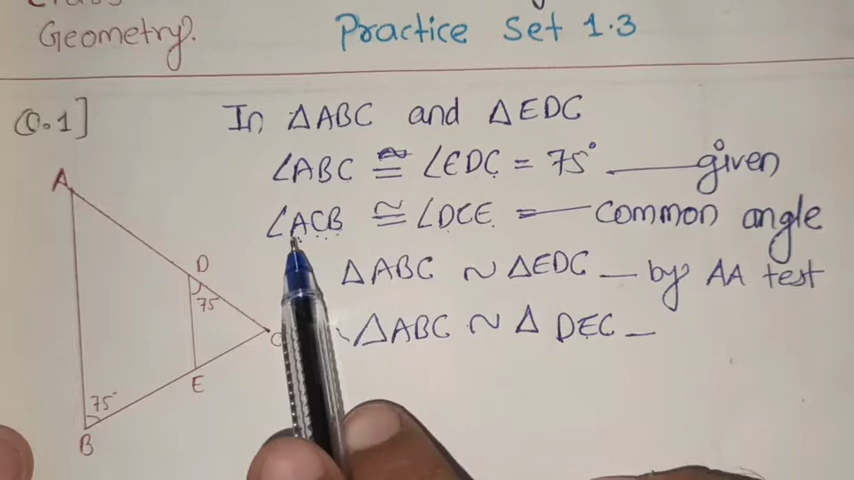 Geometry.
Practice Set 1.3
Q.1]
In ΔABC and ΔEDC
∠ABC ≅ ∠EDC = 75° — given
∠ACB ≅ ∠DCE = — common angle
ΔABC ~ ΔEDC — by AA test
ΔABC ~ Δ DEC —
A
D
75
C
E
75°
B